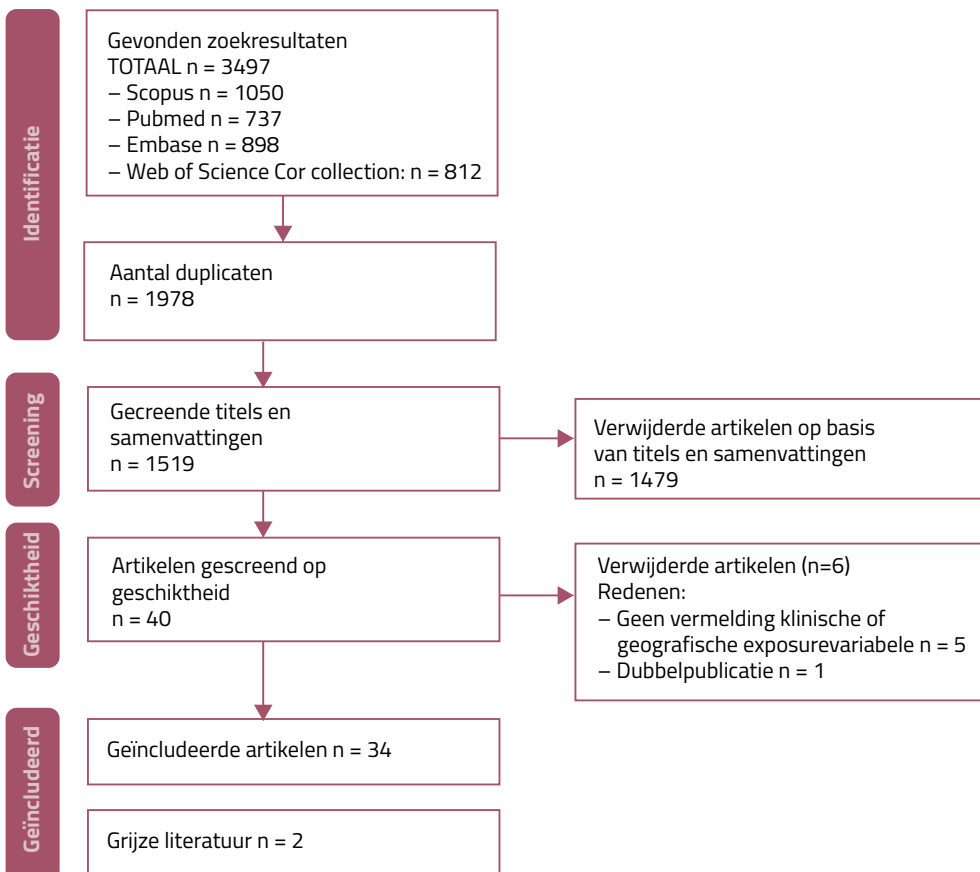 Identificatie
Gevonden zoekresultaten
TOTAAL n = 3497
– Scopus n = 1050
– Pubmed n = 737
– Embase n = 898
– Web of Science Cor collection: n = 812
Aantal duplicaten
n = 1978
Screening
Gecreende titels en
samenvattingen
n = 1519
Verwijderde artikelen op basis
van titels en samenvattingen
n = 1479
Geschiktheid
Artikelen gescreend op
geschiktheid
n = 40
Verwijderde artikelen (n=6)
Redenen:
– Geen vermelding klinische of
geografische exposurevariabele n = 5
– Dubbelpublicatie n = 1
Geïncludeerd
Geïncludeerde artikelen n = 34
Grijze literatuur n = 2